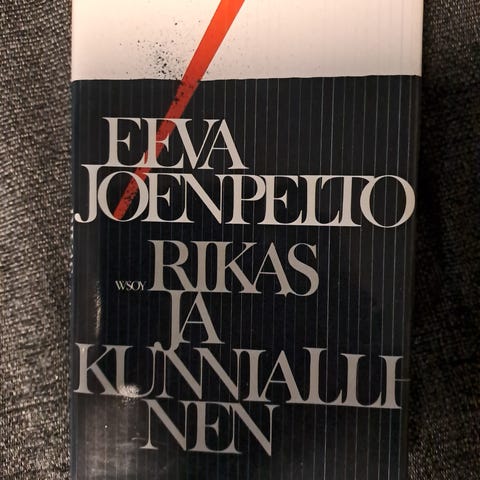 EEVA
JOENPELTO
WSOY RIKAS
JA
KUNNIALLI-
NEN